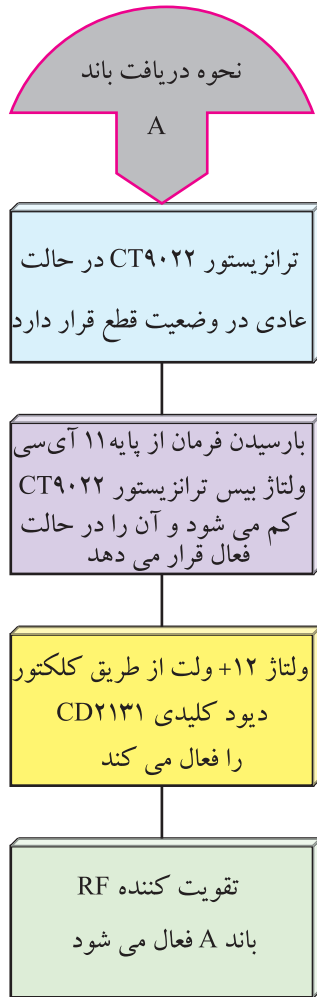 نحوه دریافت باند
A
ترانزیستور CT۹۰۲۲ در حالت
عادی در وضعیت قطع قرار دارد
بارسیدن فرمان از پایه۱۱ آی‌سی
ولتاژ بیس ترانزیستور CT۹۰۲۲
کم می شود و آن را در حالت
فعال قرار می دهد
ولتاژ ۱۲+ ولت از طریق کلکتور
دیود کلیدی CD۲۱۳۱
را فعال می کند
تقویت کننده RF
باند A فعال می شود